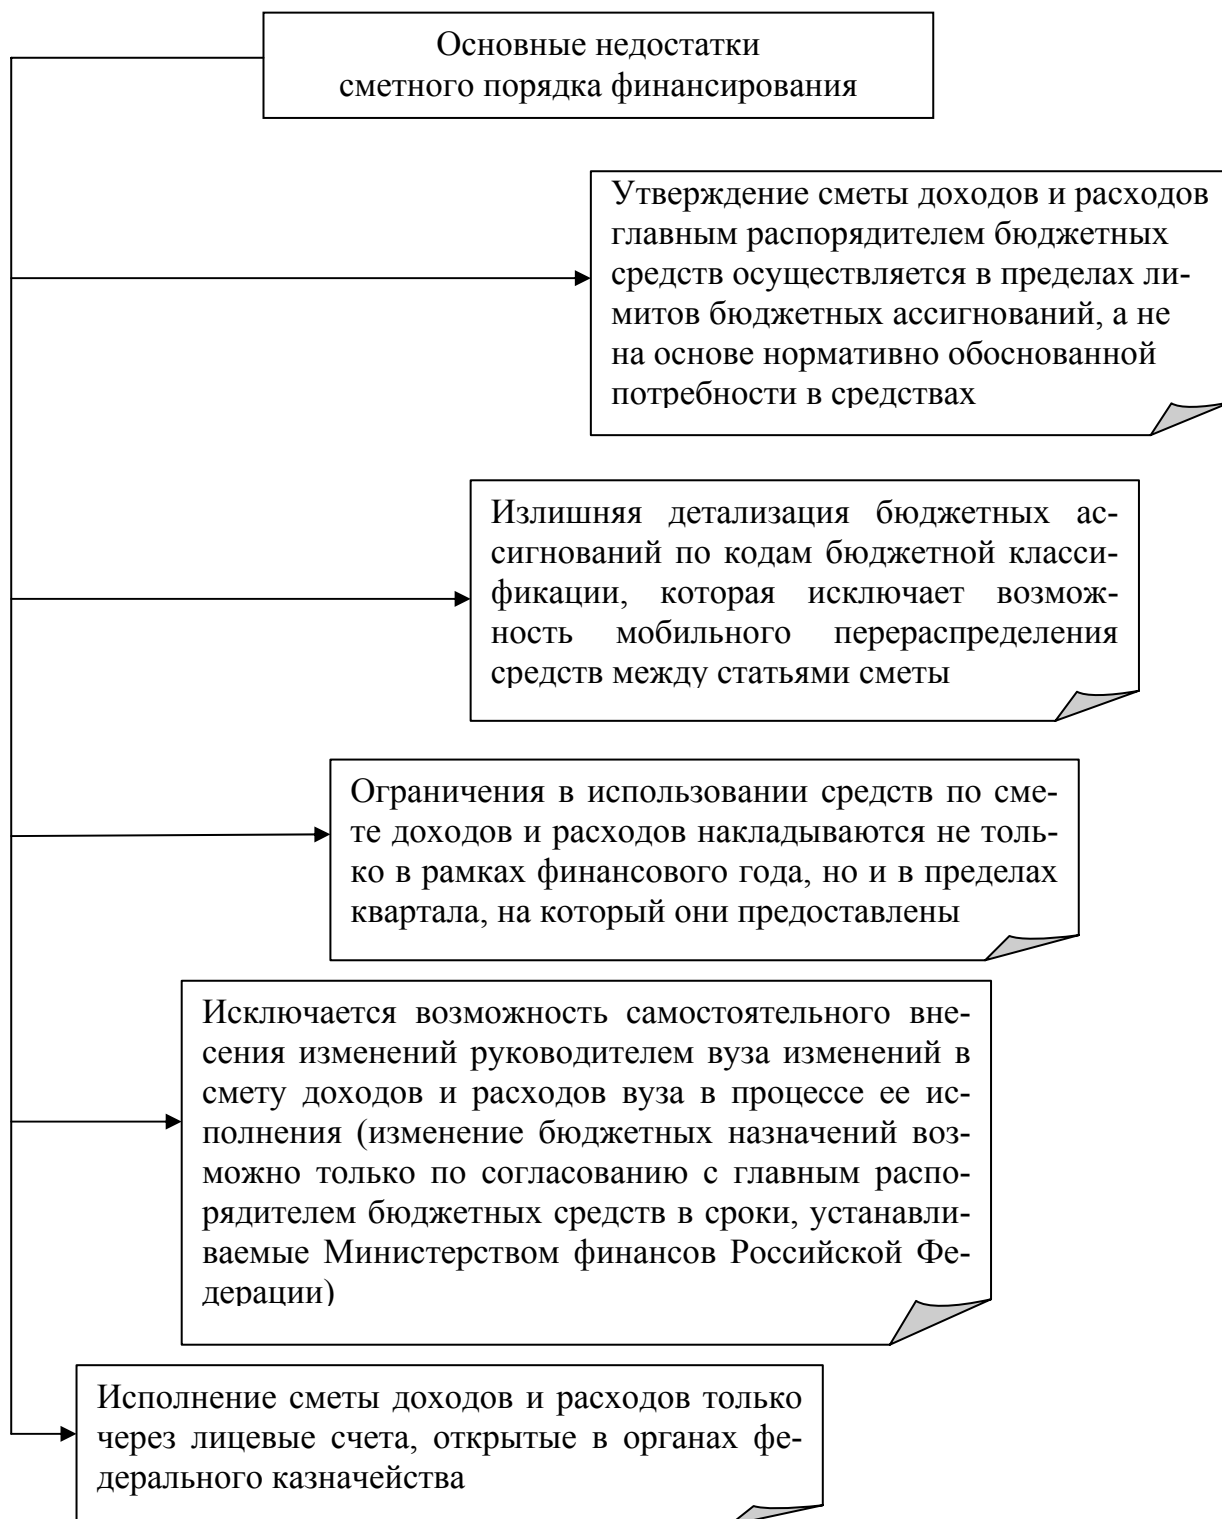 Основные недостатки
сметного порядка финансирования
Утверждение сметы доходов и расходов
главным распорядителем бюджетных
средств осуществляется в пределах ли-
митов бюджетных ассигнований, а не
на основе нормативно обоснованной
потребности в средствах
Излишняя детализация бюджетных ас-
сигнований по кодам бюджетной класси-
фикации, которая исключает возмож-
ность мобильного перераспределения
средств между статьями сметы
Ограничения в использовании средств по сме-
те доходов и расходов накладываются не толь-
ко в рамках финансового года, но и в пределах
квартала, на который они предоставлены
Исключается возможность самостоятельного вне-
сения изменений руководителем вуза изменений в
смету доходов и расходов вуза в процессе ее ис-
полнения (изменение бюджетных назначений воз-
можно только по согласованию с главным распо-
рядителем бюджетных средств в сроки, устанавли-
ваемые Министерством финансов Российской Фе-
дерации)
Исполнение сметы доходов и расходов только
через лицевые счета, открытые в органах фе-
дерального казначейства